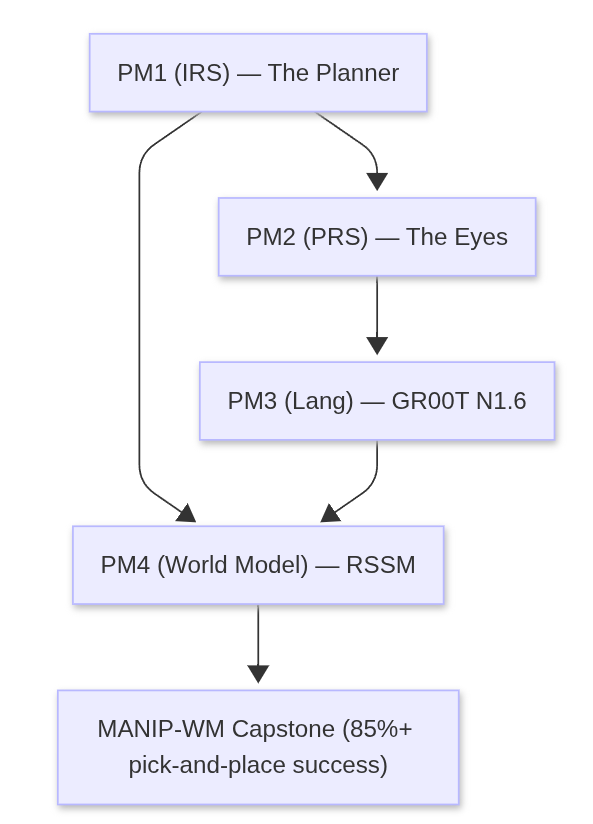 PM1 (IRS) — The Planner
PM2 (PRS) — The Eyes
PM3 (Lang) — GR00T N1.6
PM4 (World Model) — RSSM
MANIP-WM Capstone (85%+
pick-and-place success)